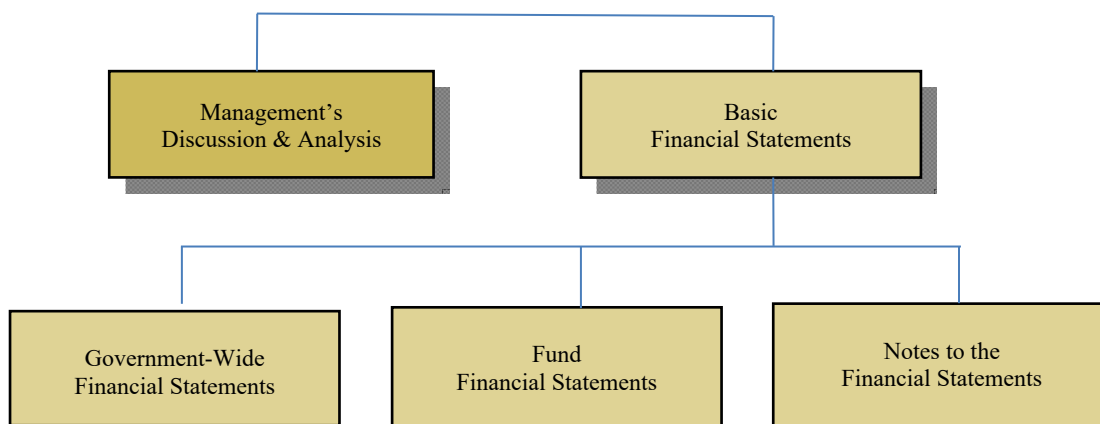 Management’s
Discussion & Analysis
Basic
Financial Statements
Government-Wide
Financial Statements
Fund
Financial Statements
Notes to the
Financial Statements